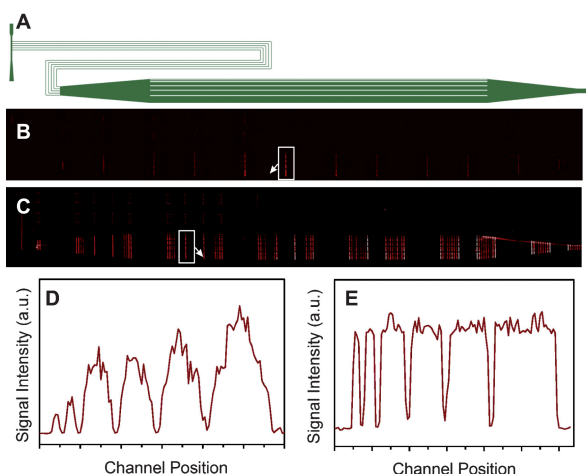 A
B
C
D
E
Signal Intensity (a.u.)
Channel Position
Signal Intensity (a.u.)
Channel Position